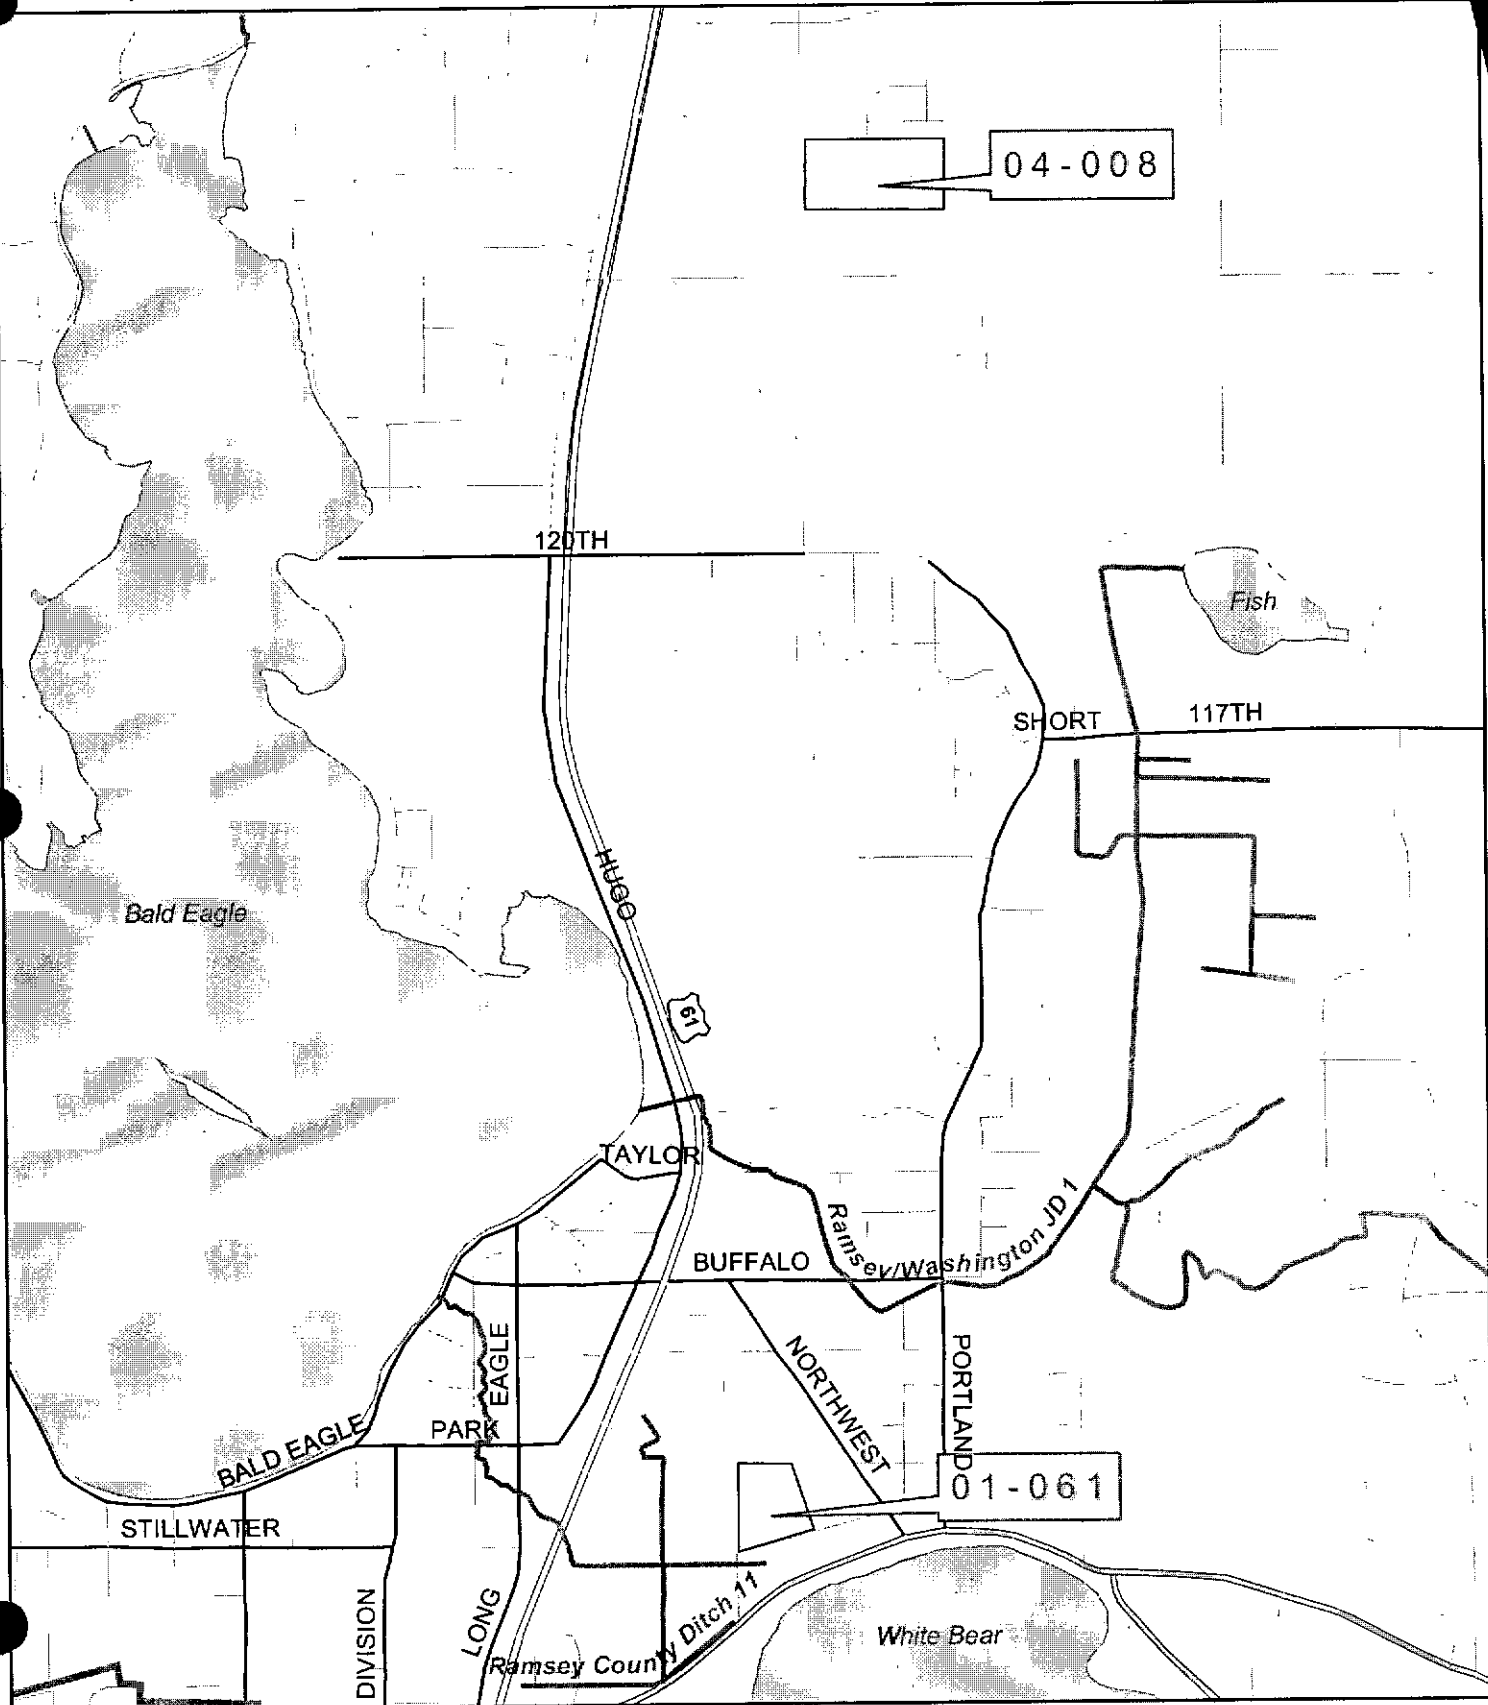 04-008
120TH
Fish
SHORT
117TH
HUGO
Bald Eagle
61
TAYLOR
Ramsey/Washington JD 1
BUFFALO
EAGLE
NORTHWEST
PORTLAND
PARK
BALD EAGLE
01-061
STILLWATER
DIVISION
LONG
Ramsey County Ditch 11
White Bear